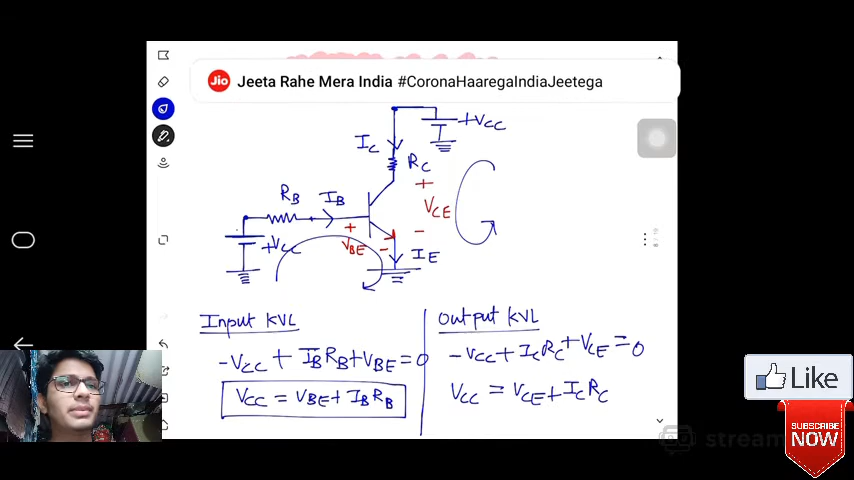 Jio Jeeta Rahe Mera India #CoronaHaaregaIndiaJeetega
+VCC
IC
RC
RB
IB
+
VCE
-
+VCC
+
VBE
-
IE
Input KVL
-VCC + IBRB+VBE=0
VCC = VBE+ IBRB
Output KVL
-VCC+ICRC+VCE=0
VCC = VCE+ICRC
Like
SUBSCRIBE
NOW
stream